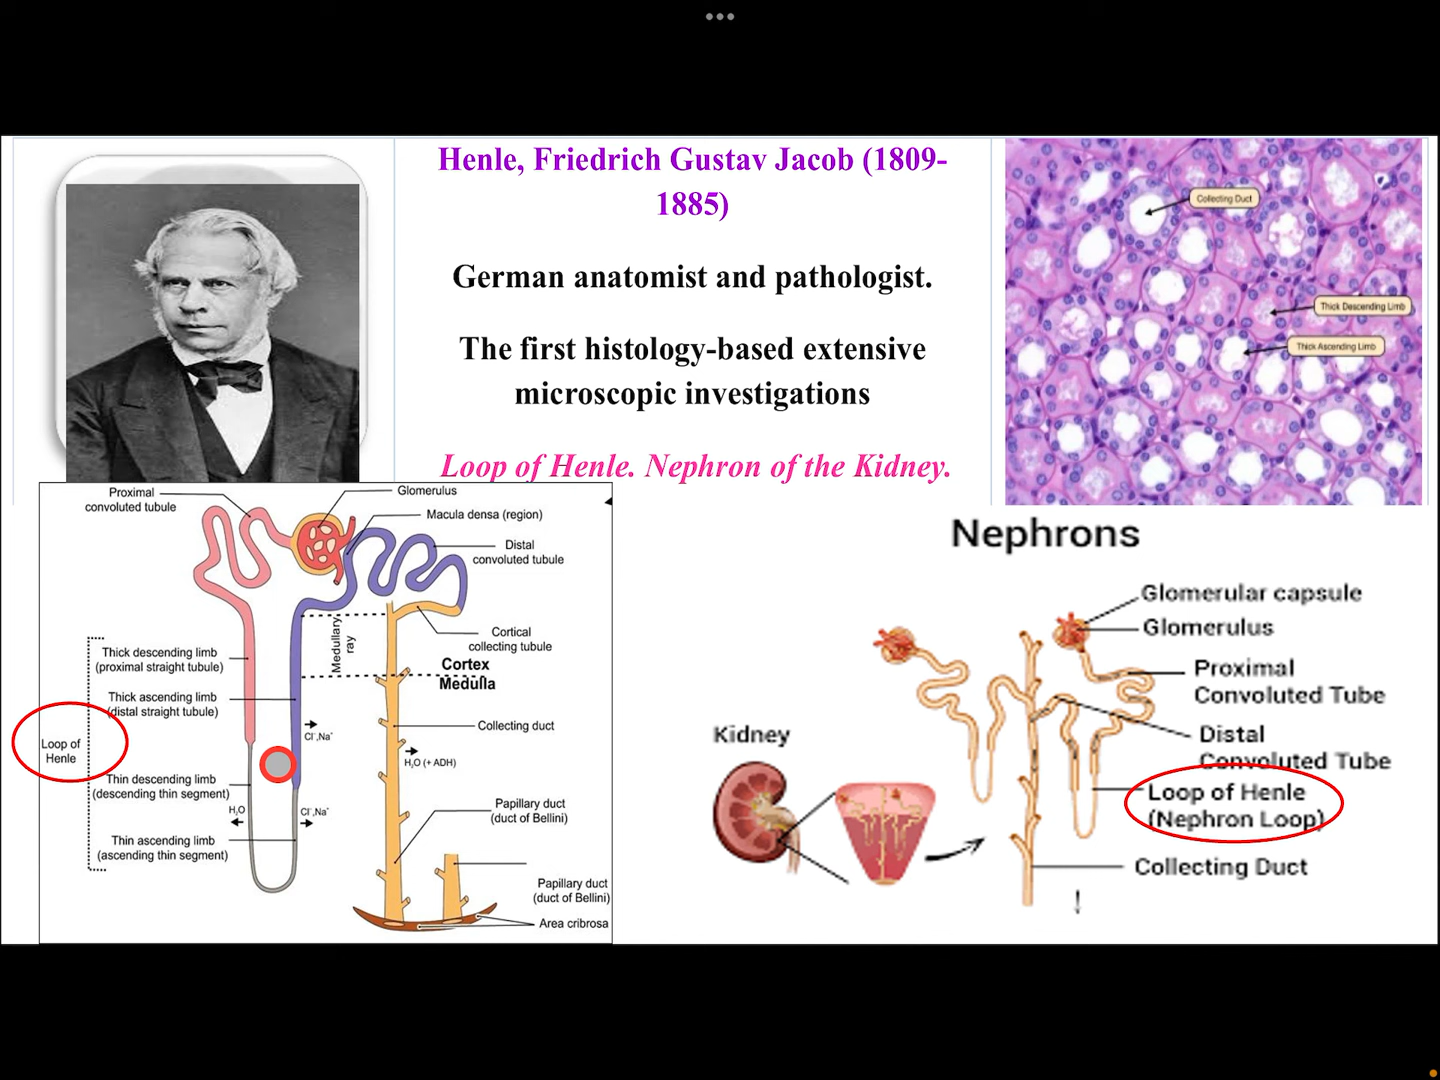 Henle, Friedrich Gustav Jacob (1809-
1885)
German anatomist and pathologist.
The first histology-based extensive
microscopic investigations
Loop of Henle. Nephron of the Kidney.
Collecting Duct
Thick Descending Limb
Thick Ascending Limb
Proximal
convoluted tubule
Glomerulus
Macula densa (region)
Distal
convoluted tubule
Medullary
ray
Cortical
collecting tubule
Cortex
Medulla
Thick descending limb
(proximal straight tubule)
Thick ascending limb
(distal straight tubule)
Loop of
Henle
Cl⁻,Na⁺
Collecting duct
H₂O (+ ADH)
Thin descending limb
(descending thin segment)
H₂O
Cl⁻,Na⁺
Papillary duct
(duct of Bellini)
Thin ascending limb
(ascending thin segment)
Papillary duct
(duct of Bellini)
Area cribrosa
Nephrons
Glomerular capsule
Glomerulus
Proximal
Convoluted Tube
Distal
Convoluted Tube
Kidney
Loop of Henle
(Nephron Loop)
Collecting Duct